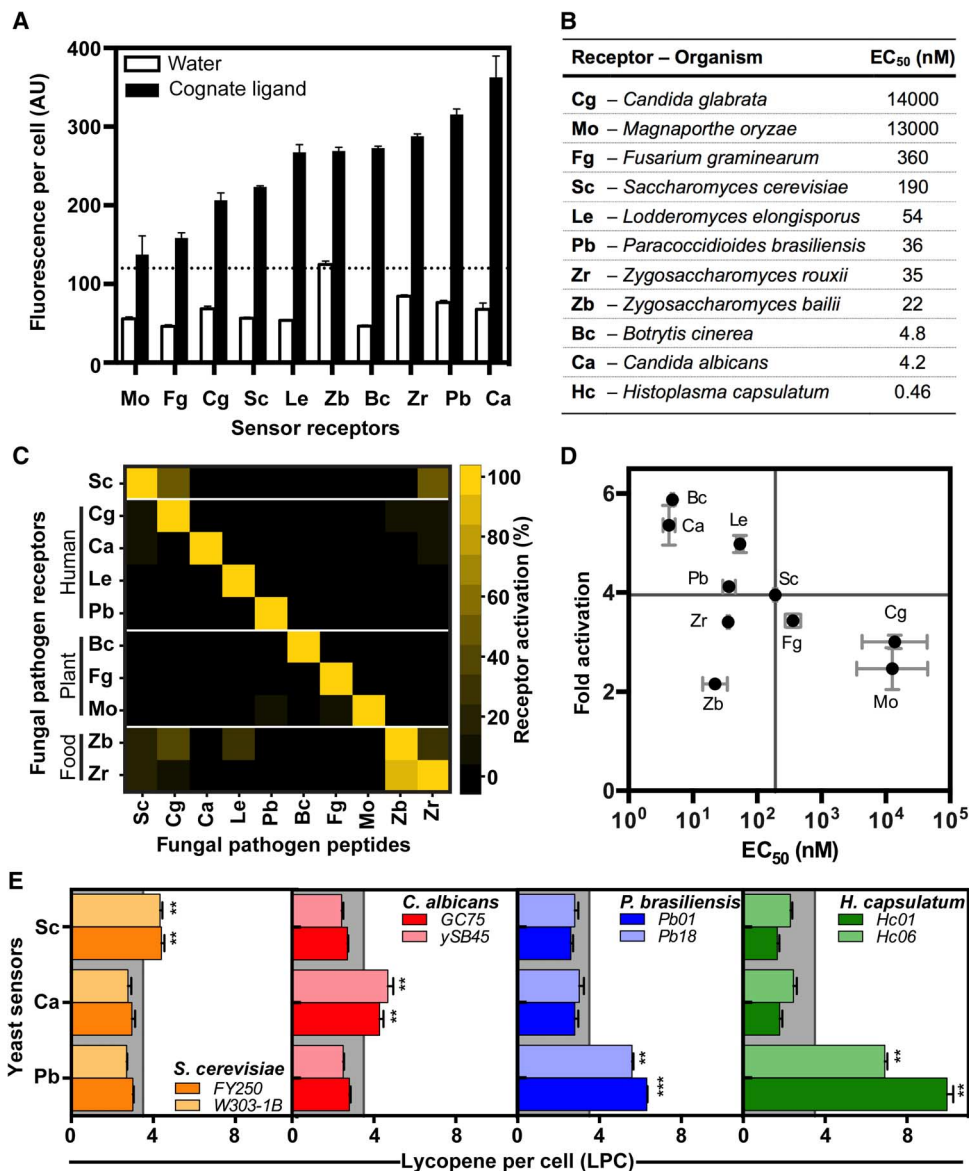 A
Fluorescence per cell (AU)
400
300
200
100
0
Water
Cognate ligand
Mo Fg Cg Sc Le Zb Bc Zr Pb Ca
Sensor receptors
B
Receptor – Organism EC50 (nM)
Cg – Candida glabrata 14000
Mo – Magnaporthe oryzae 13000
Fg – Fusarium graminearum 360
Sc – Saccharomyces cerevisiae 190
Le – Lodderomyces elongisporus 54
Pb – Paracoccidioides brasiliensis 36
Zr – Zygosaccharomyces rouxii 35
Zb – Zygosaccharomyces bailii 22
Bc – Botrytis cinerea 4.8
Ca – Candida albicans 4.2
Hc – Histoplasma capsulatum 0.46
C
Fungal pathogen receptors
Human
Plant
Food
Sc
Cg
Ca
Le
Pb
Bc
Fg
Mo
Zb
Zr
Sc Cg Ca Le Pb Bc Fg Mo Zb Zr
Fungal pathogen peptides
100
80
60
40
20
0
Receptor activation (%)
D
Fold activation
6
4
2
Bc
Ca
Le
Pb
Sc
Zr
Fg
Cg
Zb
Mo
10^0 10^1 10^2 10^3 10^4 10^5
EC50 (nM)
E
Yeast sensors
Sc
Ca
Pb
**
**
S. cerevisiae
FY250
W303-1B
0 4 8
C. albicans
GC75
ySB45
**
**
0 4 8
P. brasiliensis
Pb01
Pb18
**
***
0 4 8
H. capsulatum
Hc01
Hc06
**
**
0 4 8
Lycopene per cell (LPC)